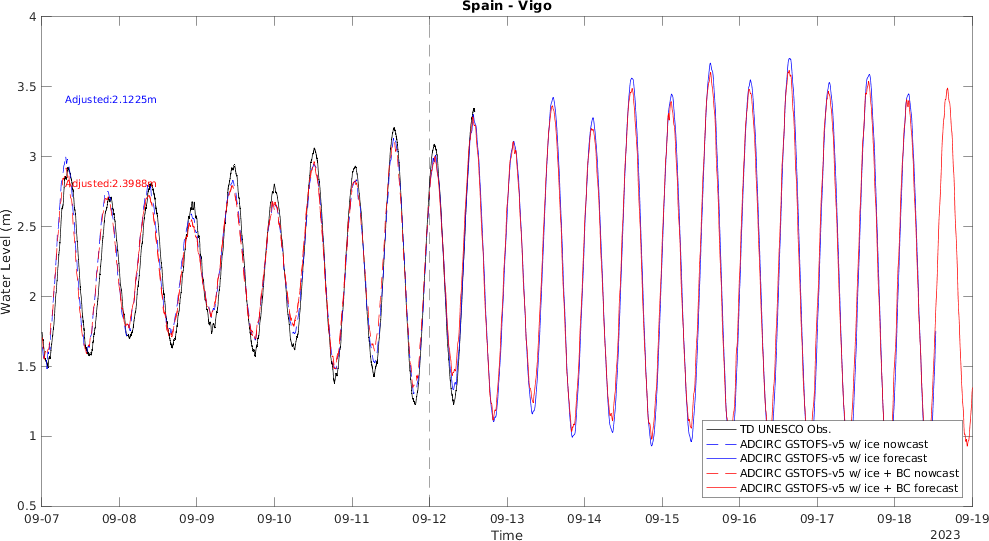 Spain - Vigo
4
3.5
3
2.5
2
1.5
1
0.5
Water Level (m)
Adjusted:2.1225m
Adjusted:2.3988m
TD UNESCO Obs.
ADCIRC GSTOFS-v5 w/ ice nowcast
ADCIRC GSTOFS-v5 w/ ice forecast
ADCIRC GSTOFS-v5 w/ ice + BC nowcast
ADCIRC GSTOFS-v5 w/ ice + BC forecast
09-07 09-08 09-09 09-10 09-11 09-12 09-13 09-14 09-15 09-16 09-17 09-18 09-19
Time
2023